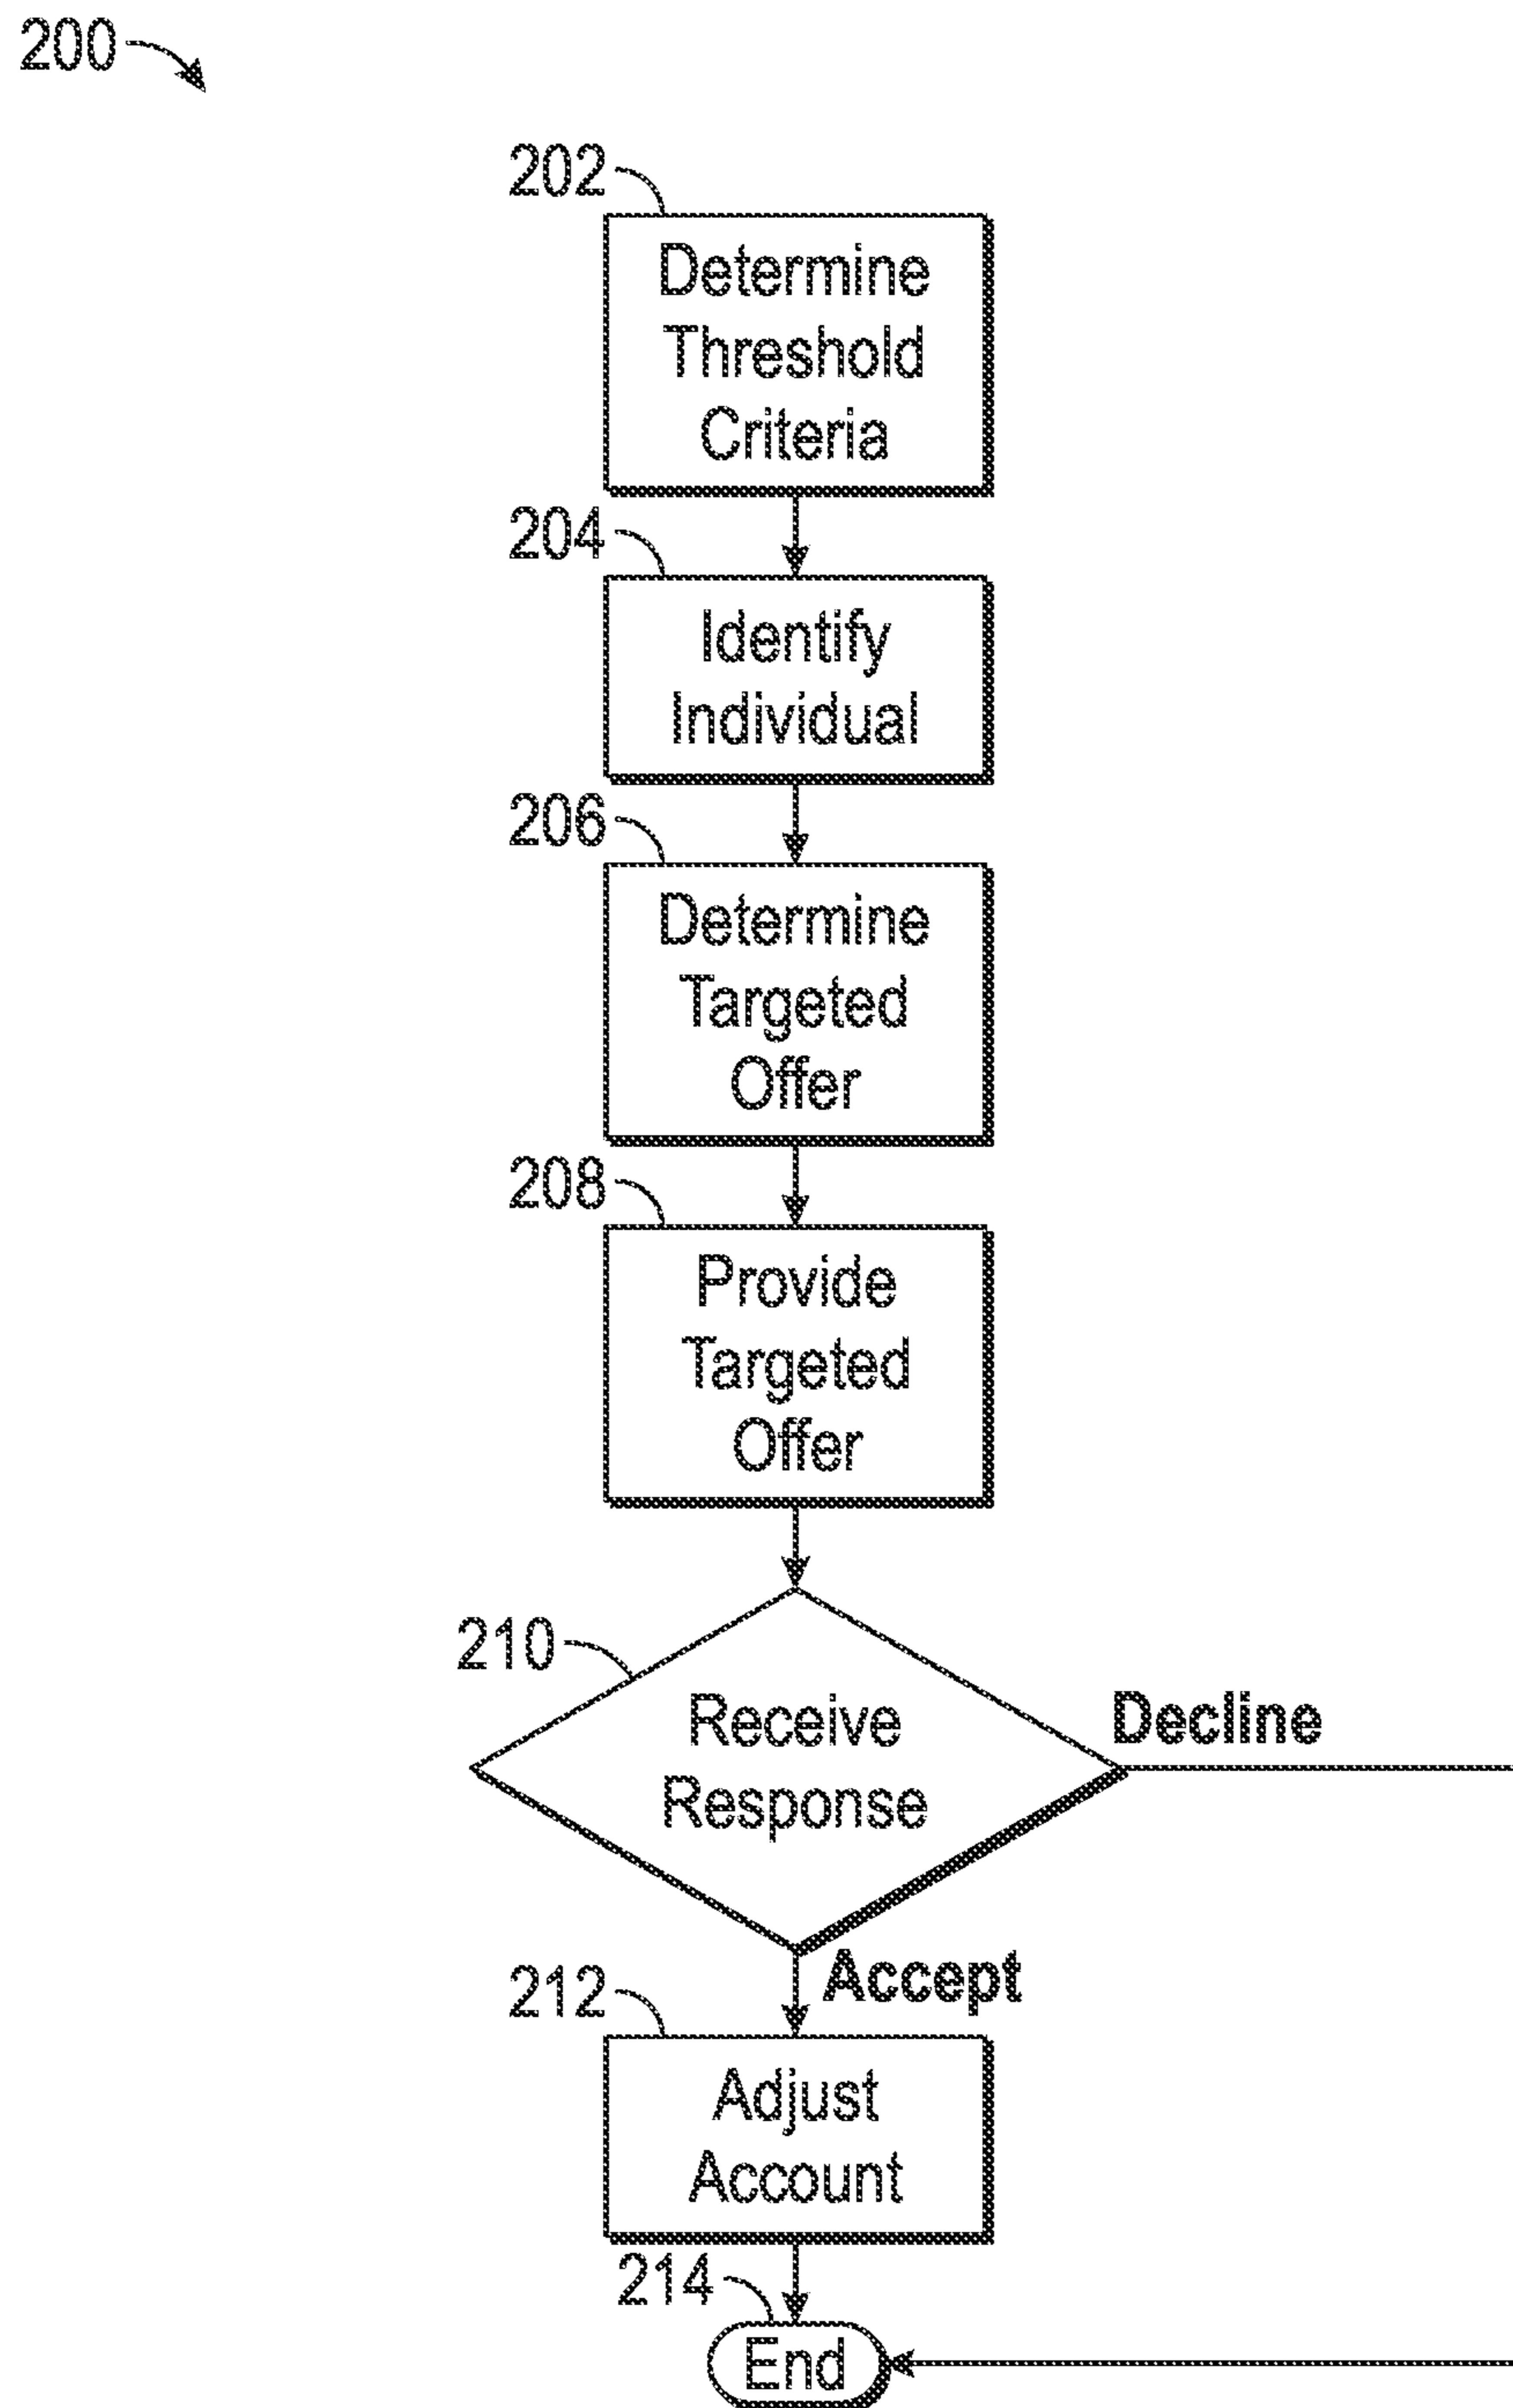 200
202
Determine
Threshold
Criteria
204
Identify
Individual
206
Determine
Targeted
Offer
208
Provide
Targeted
Offer
210
Receive
Response
Decline
Accept
212
Adjust
Account
214
End